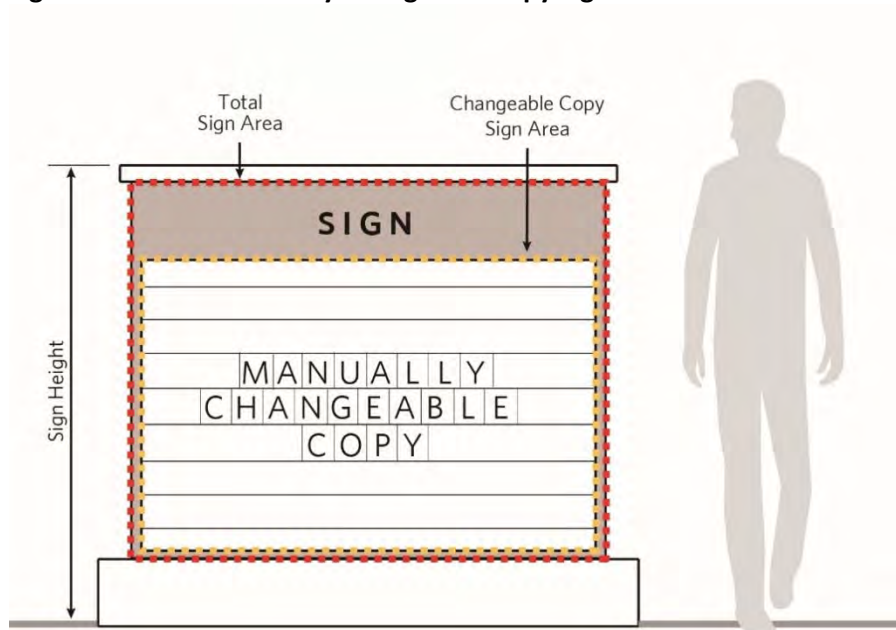 Total
Sign Area
Changeable Copy
Sign Area
SIGN
Sign Height
MANUALLY
CHANGEABLE
COPY